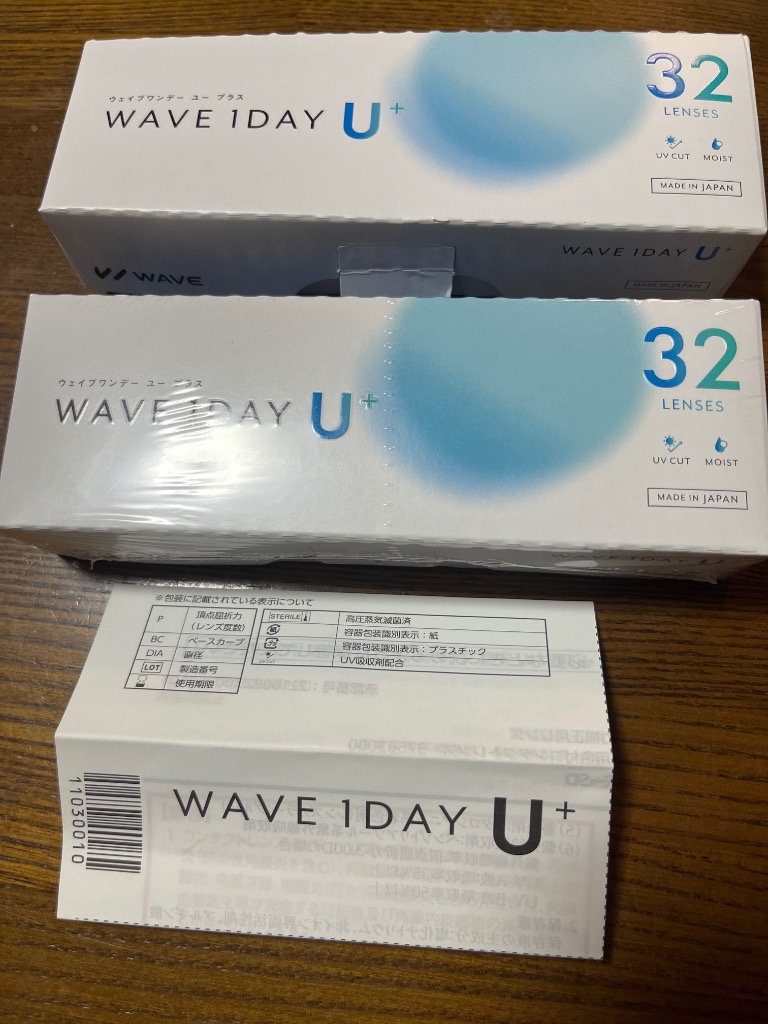 ウェイブワンデー ユー プラス
WAVE 1DAY U+
32
LENSES
UV CUT MOIST
MADE IN JAPAN
WAVE 1DAY U+
WAVE
MADE IN JAPAN
ウェイブワンデー ユー プラス
WAVE 1DAY U+
32
LENSES
UV CUT MOIST
MADE IN JAPAN
WAVE 1DAY U+
※包装に記載されている表示について
P 頂点屈折力(レンズ度数)
BC ベースカーブ
DIA 直径
LOT 製造番号
使用期限
STERILE 高圧蒸気滅菌済
紙 容器包装識別表示:紙
プラ 容器包装識別表示:プラスチック
UV CUT UV吸収剤配合
WAVE 1DAY U+
11030010